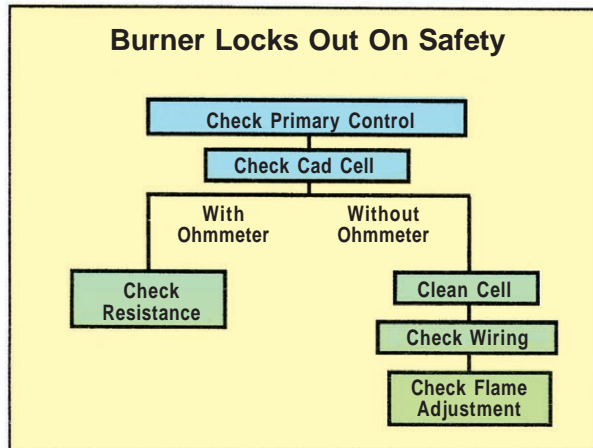 Burner Locks Out On Safety
Check Primary Control
Check Cad Cell
With
Ohmmeter
Without
Ohmmeter
Check
Resistance
Clean Cell
Check Wiring
Check Flame
Adjustment